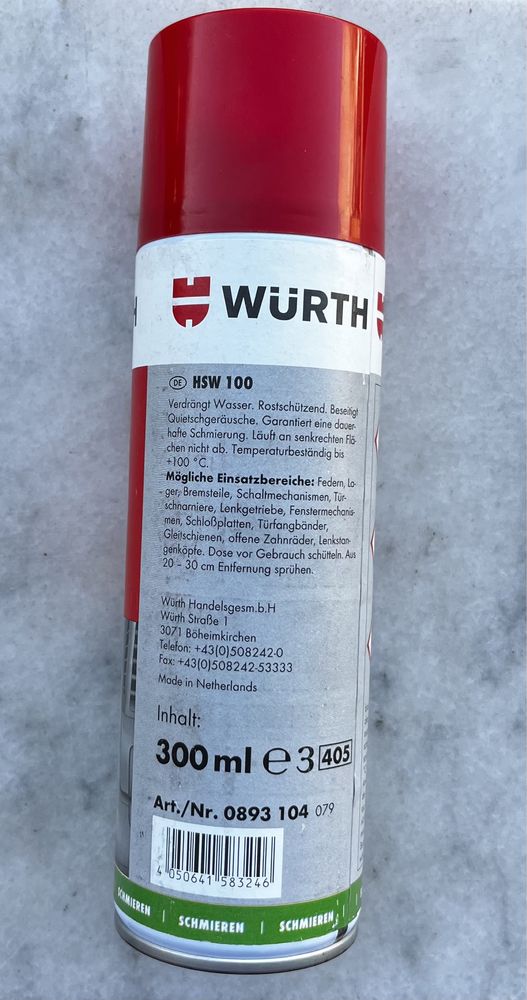 WÜRTH
DE HSW 100
Verdrängt Wasser. Rostschützend. Beseitigt
Quietschgeräusche. Garantiert eine dauer-
hafte Schmierung. Läuft an senkrechten Flä-
chen nicht ab. Temperaturbeständig bis
+100 °C.
Mögliche Einsatzbereiche: Federn, La-
ger, Bremsteile, Schaltmechanismen, Tür-
scharniere, Lenkgetriebe, Fenstermechanis-
men, Schloßplatten, Türfangbänder,
Gleitschienen, offene Zahnräder, Lenkstan-
genköpfe. Dose vor Gebrauch schütteln. Aus
20 – 30 cm Entfernung sprühen.
Würth Handelsgesm.b.H
Würth Straße 1
3071 Böheimkirchen
Telefon: +43(0)508242-0
Fax: +43(0)508242-53333
Made in Netherlands
Inhalt:
300 ml e 3 405
Art./Nr. 0893 104 079
4 050641 583246
SCHMIEREN | SCHMIEREN | SCHMIEREN |